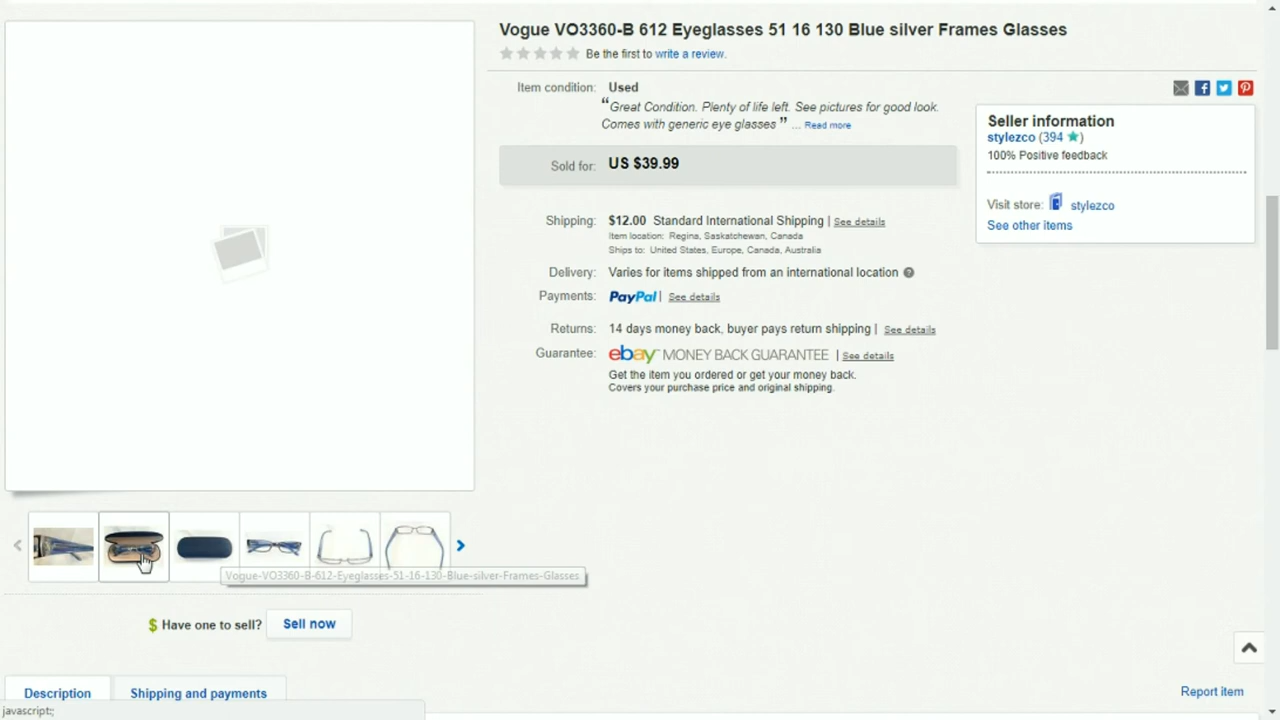 Vogue VO3360-B 612 Eyeglasses 51 16 130 Blue silver Frames Glasses
Be the first to write a review.
Item condition: Used
“Great Condition. Plenty of life left. See pictures for good look.
Comes with generic eye glasses ” ... Read more
Seller information
stylezco (394 )
100% Positive feedback
Sold for: US $39.99
Visit store: stylezco
See other items
Shipping: $12.00 Standard International Shipping | See details
Item location: Regina, Saskatchewan, Canada
Ships to: United States, Europe, Canada, Australia
Delivery: Varies for items shipped from an international location
Payments: PayPal | See details
Returns: 14 days money back, buyer pays return shipping | See details
Guarantee: ebay MONEY BACK GUARANTEE | See details
Get the item you ordered or get your money back.
Covers your purchase price and original shipping.
Vogue-VO3360-B-612-Eyeglasses-51-16-130-Blue-silver-Frames-Glasses
$ Have one to sell? Sell now
Description
Shipping and payments
Report item
javascript:;